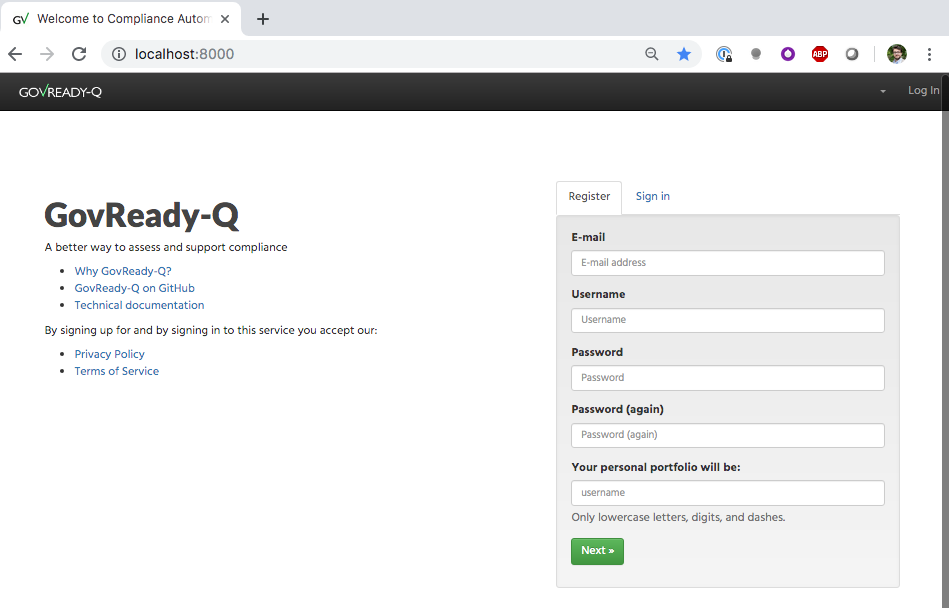 GV Welcome to Compliance Autom
localhost:8000
ABP
GOVREADY-Q
Log In
GovReady-Q
A better way to assess and support compliance
Why GovReady-Q?
GovReady-Q on GitHub
Technical documentation
By signing up for and by signing in to this service you accept our:
Privacy Policy
Terms of Service
Register
Sign in
E-mail
E-mail address
Username
Username
Password
Password
Password (again)
Password (again)
Your personal portfolio will be:
username
Only lowercase letters, digits, and dashes.
Next »